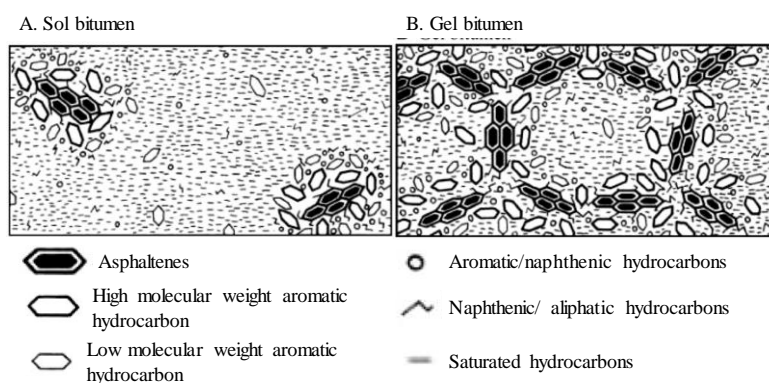 A. Sol bitumen
B. Gel bitumen
Asphaltenes
High molecular weight aromatic
hydrocarbon
Low molecular weight aromatic
hydrocarbon
Aromatic/naphthenic hydrocarbons
Naphthenic/ aliphatic hydrocarbons
Saturated hydrocarbons